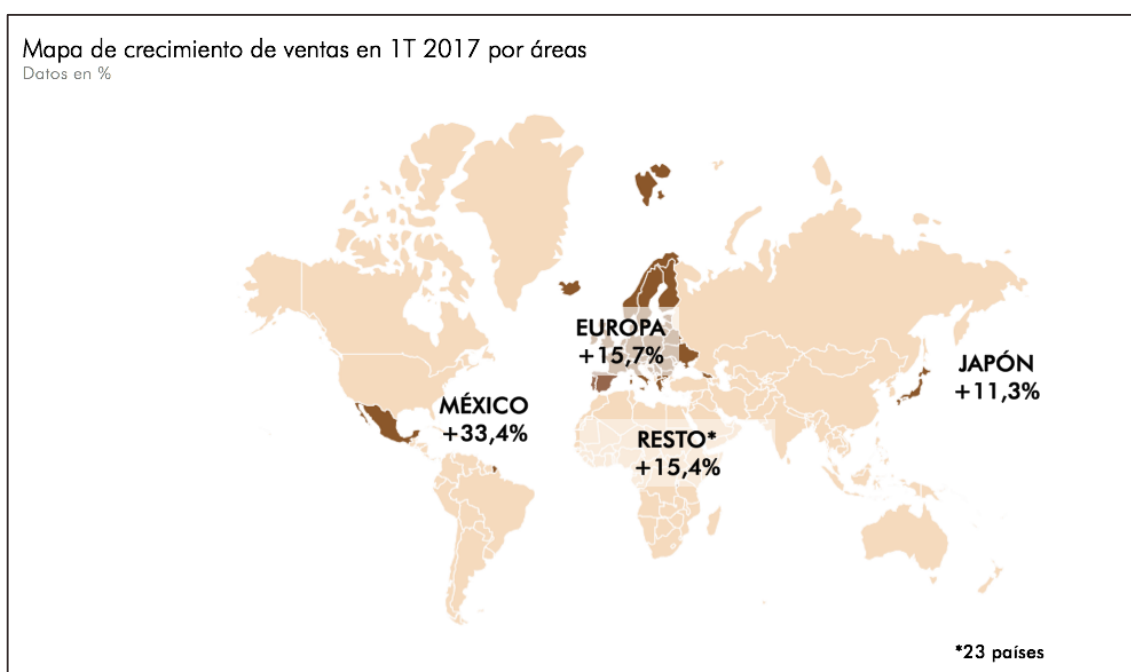 Mapa de crecimiento de ventas en 1T 2017 por áreas
Datos en %
EUROPA
+15,7%
JAPÓN
+11,3%
MÉXICO
+33,4%
RESTO*
+15,4%
*23 países